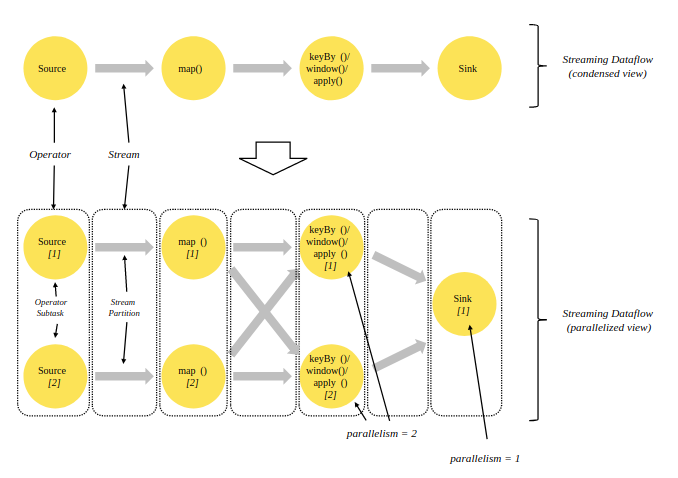 Source
map()
keyBy ()/
window()/
apply()
Sink
Streaming Dataflow
(condensed view)
Operator
Stream
Source
[1]
map ()
[1]
keyBy ()/
window()/
apply ()
[1]
Operator
Subtask
Stream
Partition
Sink
[1]
Streaming Dataflow
(parallelized view)
Source
[2]
map ()
[2]
keyBy ()/
window()/
apply ()
[2]
parallelism = 2
parallelism = 1